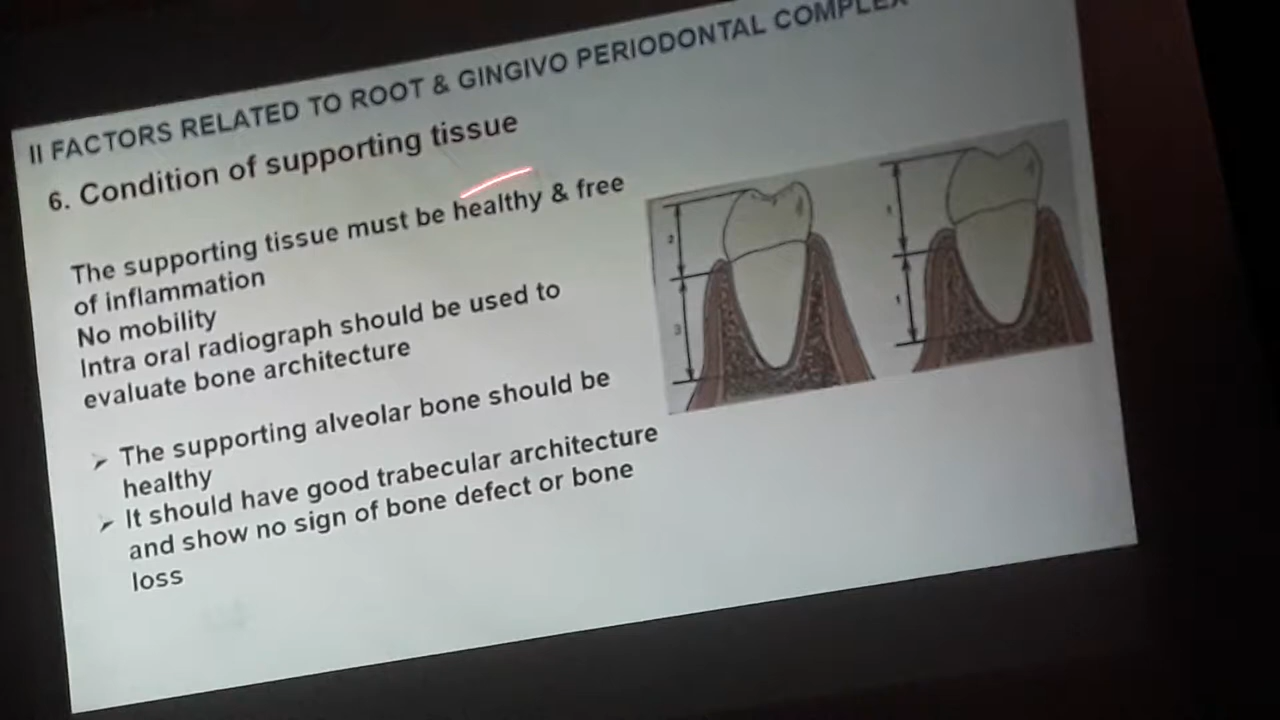 II FACTORS RELATED TO ROOT & GINGIVO PERIODONTAL COMPLEX
6. Condition of supporting tissue
The supporting tissue must be healthy & free
of inflammation
No mobility
Intra oral radiograph should be used to
evaluate bone architecture
➢ The supporting alveolar bone should be
healthy
➢ It should have good trabecular architecture
and show no sign of bone defect or bone
loss
2
3
1
1